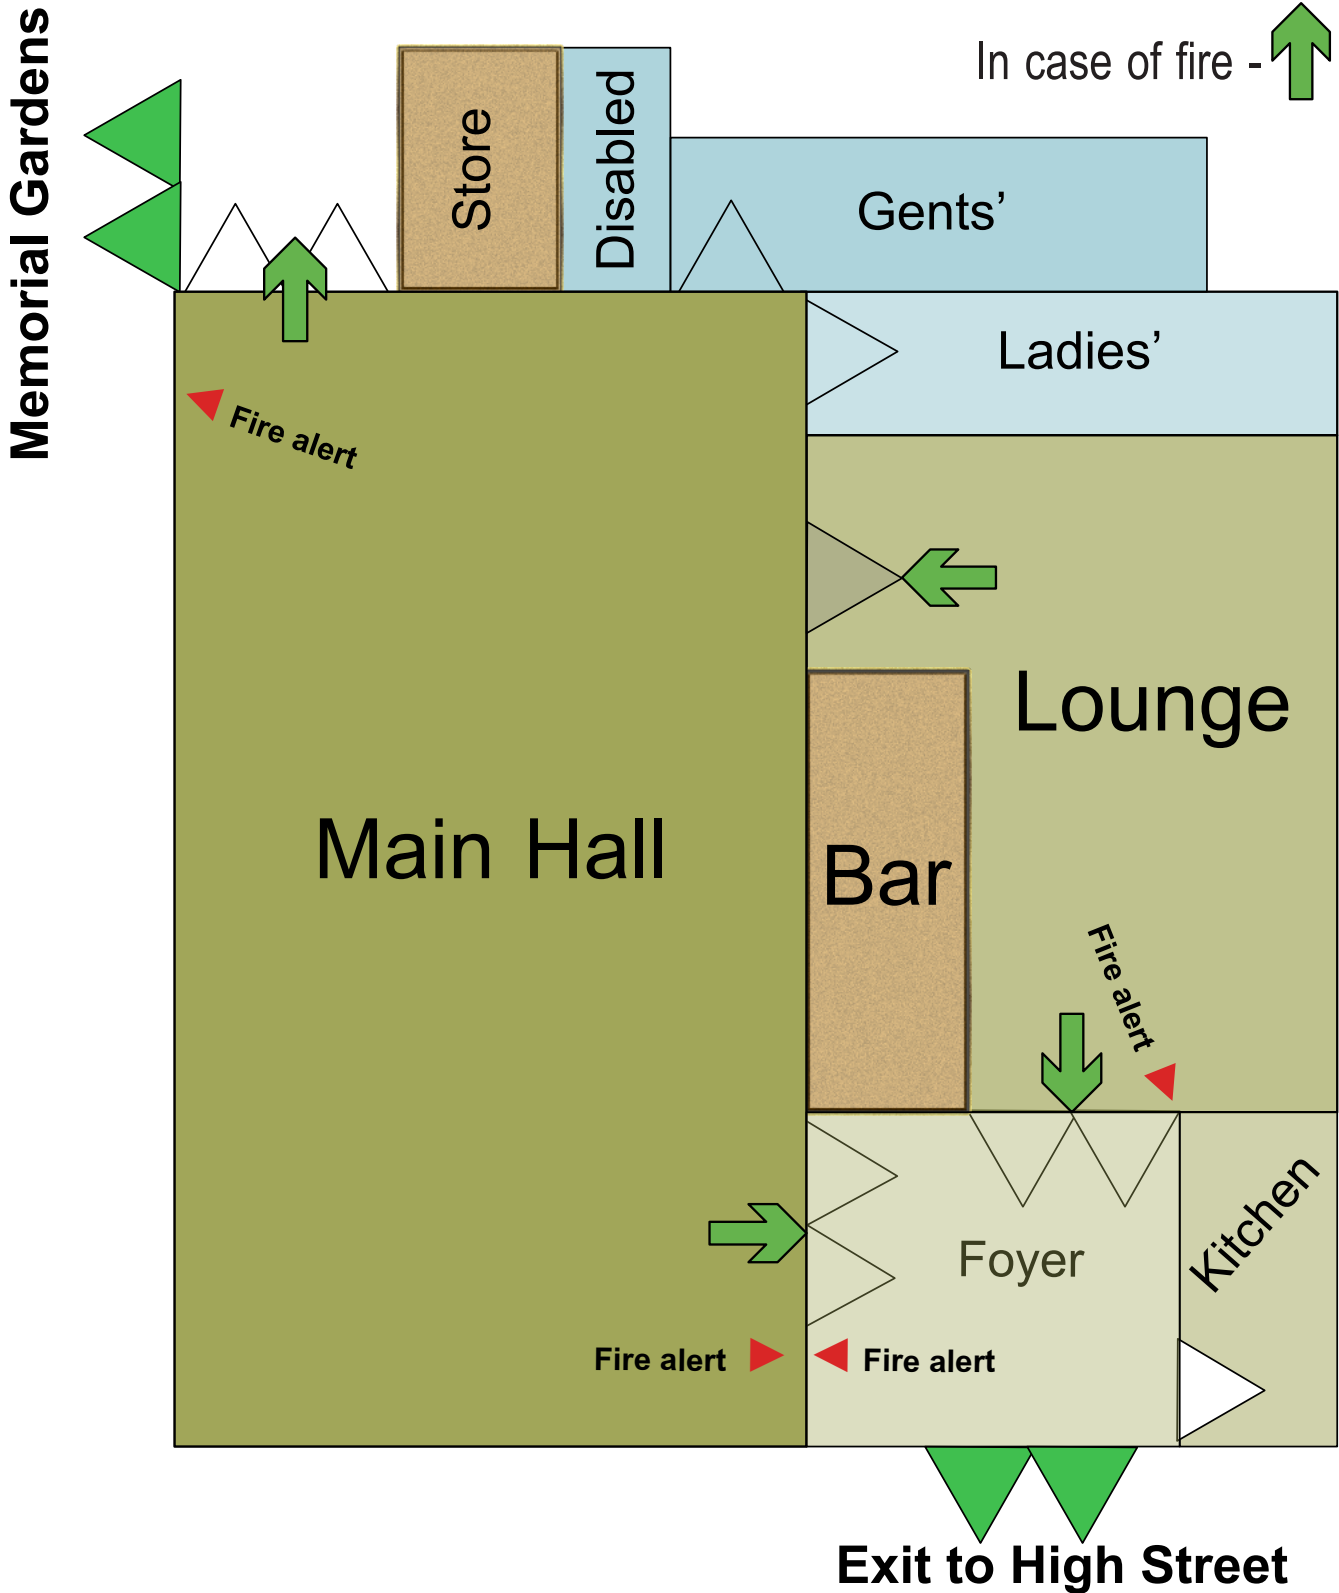 Memorial Gardens
In case of fire -
Store
Disabled
Gents’
Ladies’
Fire alert
Lounge
Main Hall
Bar
Fire alert
Kitchen
Foyer
Fire alert
Fire alert
Exit to High Street